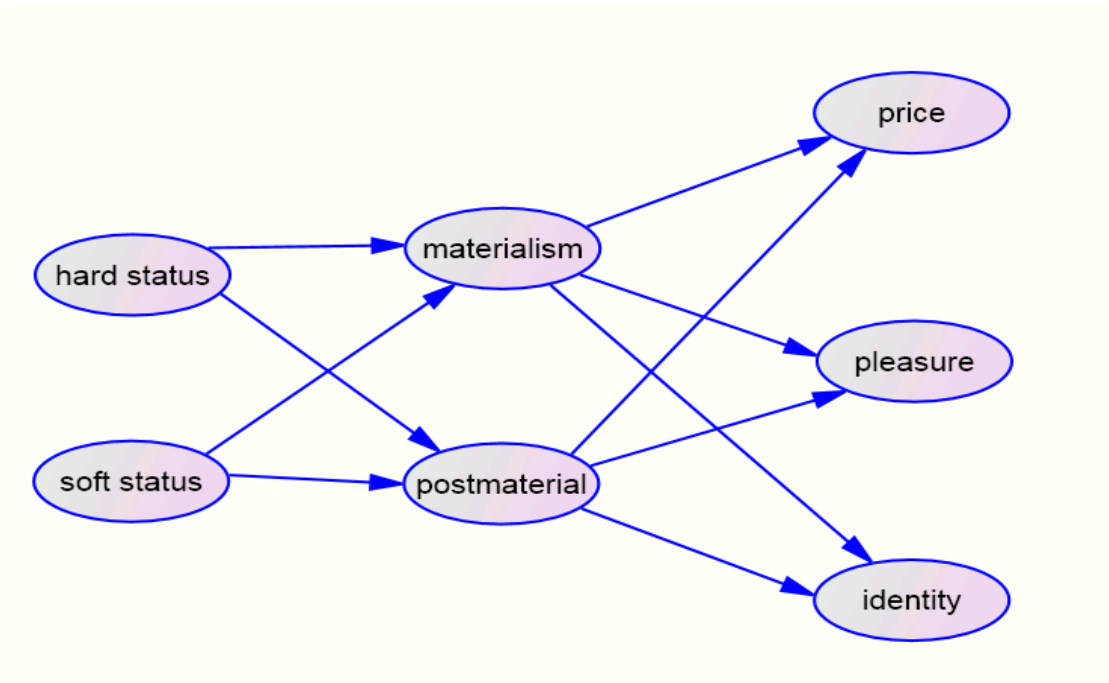 price
materialism
hard status
pleasure
soft status
postmaterial
identity